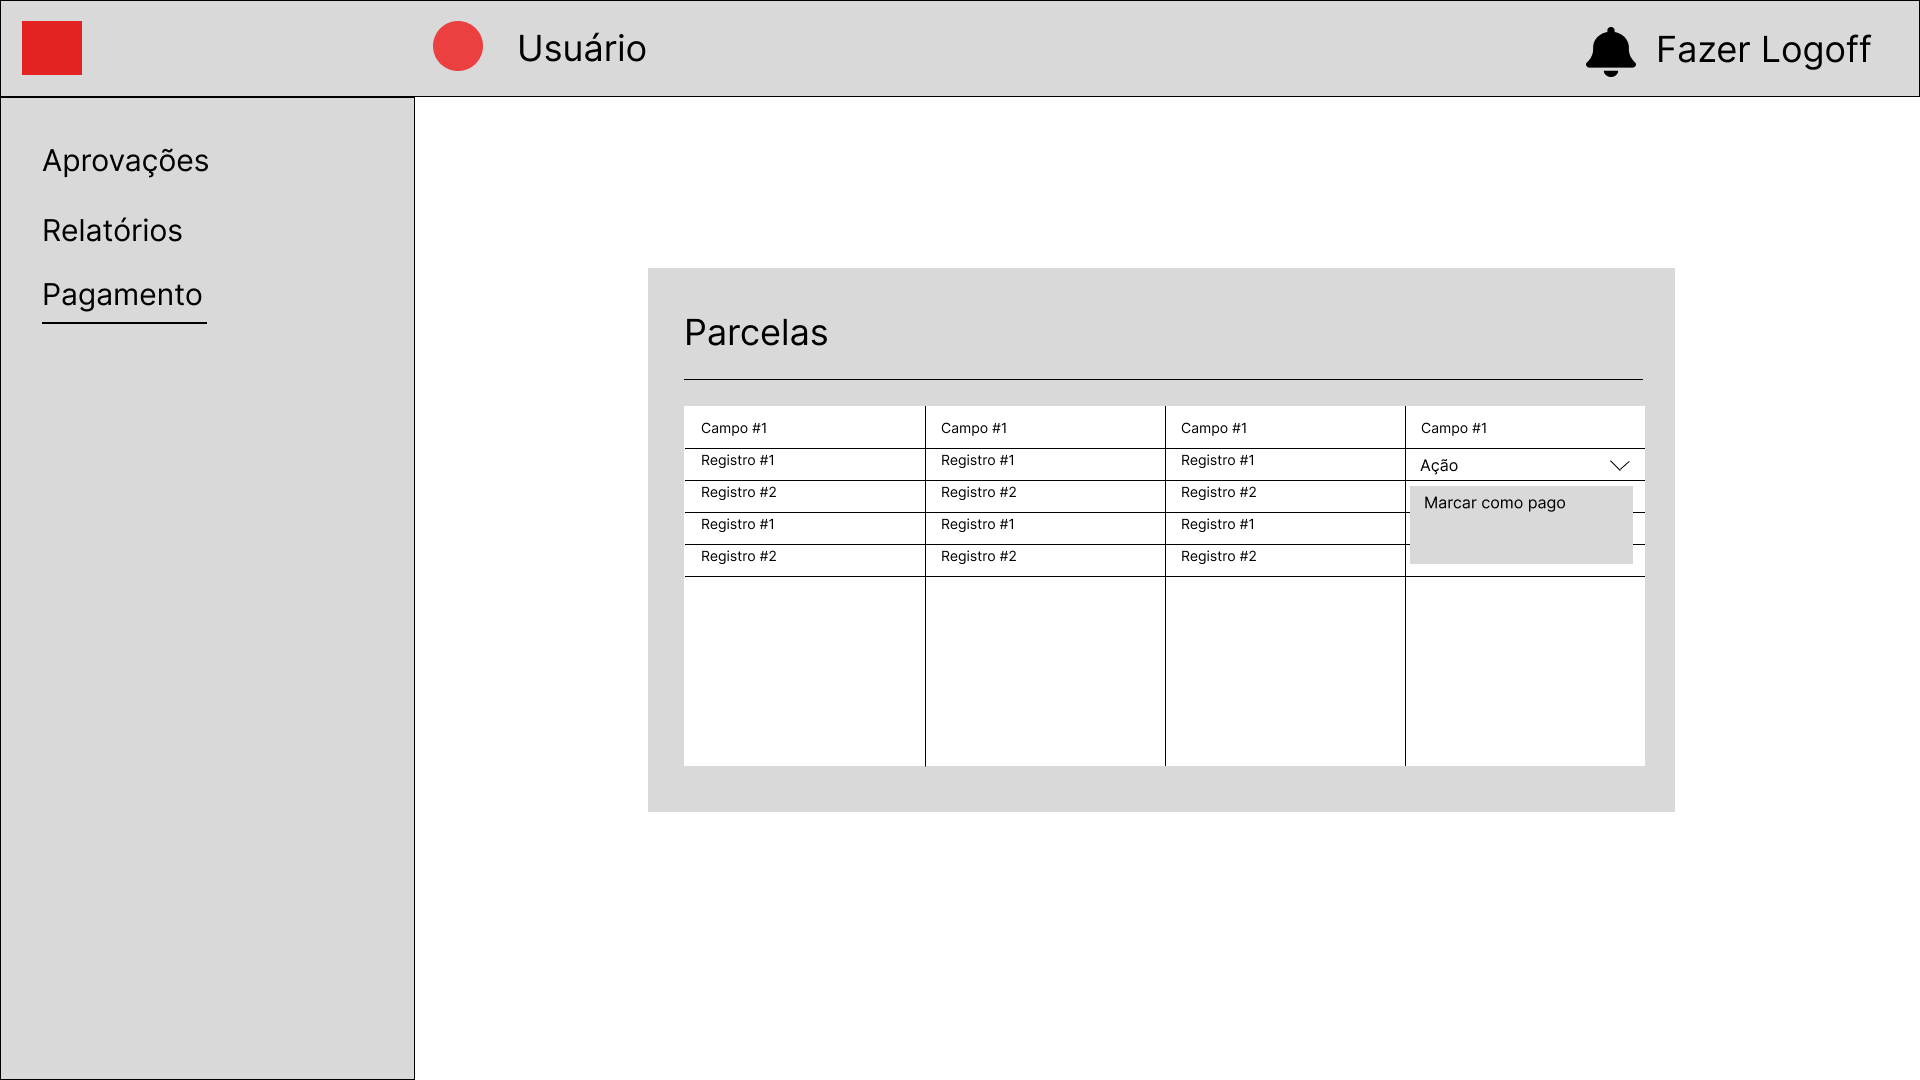 Usuário
Fazer Logoff
Aprovações
Relatórios
Pagamento
Parcelas
Campo #1 Campo #1 Campo #1 Campo #1
Registro #1 Registro #1 Registro #1 Ação
Registro #2 Registro #2 Registro #2 Marcar como pago
Registro #1 Registro #1 Registro #1
Registro #2 Registro #2 Registro #2